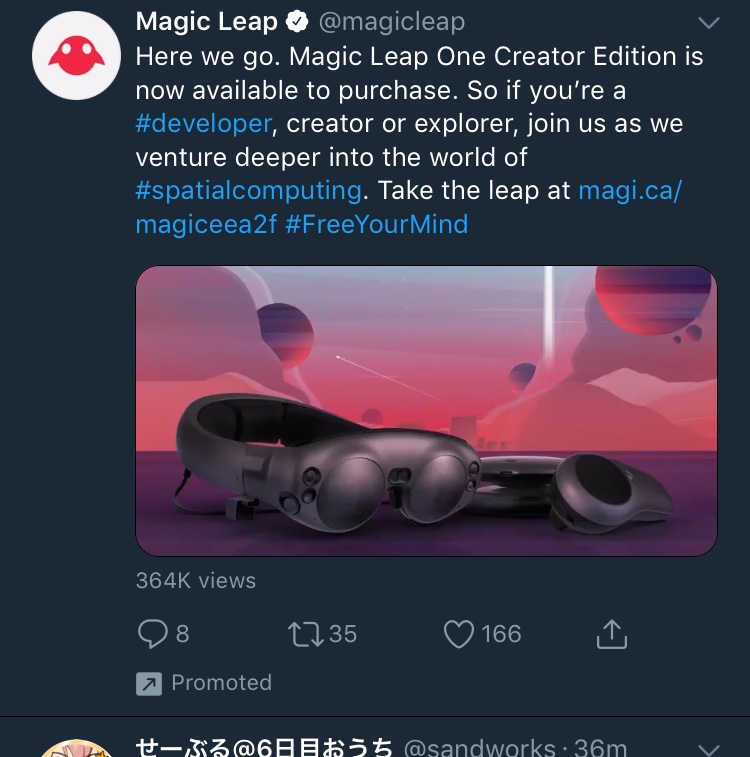 Magic Leap @magicleap
Here we go. Magic Leap One Creator Edition is
now available to purchase. So if you’re a
#developer, creator or explorer, join us as we
venture deeper into the world of
#spatialcomputing. Take the leap at magi.ca/
magiceea2f #FreeYourMind
364K views
8 35 166
Promoted
せーぶる@6日目おうち @sandworks · 36m